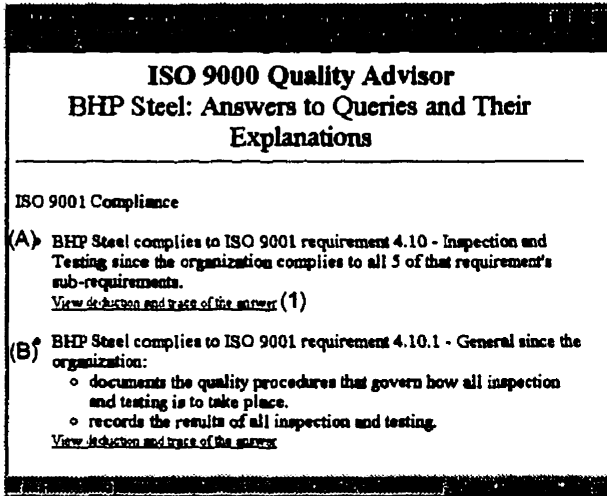 ISO 9000 Quality Advisor
BHP Steel: Answers to Queries and Their
Explanations
ISO 9001 Compliance
(A) BHP Steel complies to ISO 9001 requirement 4.10 - Inspection and
Testing since the organization complies to all 5 of that requirement's
sub-requirements.
View deduction and trace of the answer (1)
(B) BHP Steel complies to ISO 9001 requirement 4.10.1 - General since the
organization:
documents the quality procedures that govern how all inspection
and testing is to take place.
records the results of all inspection and testing.
View deduction and trace of the answer